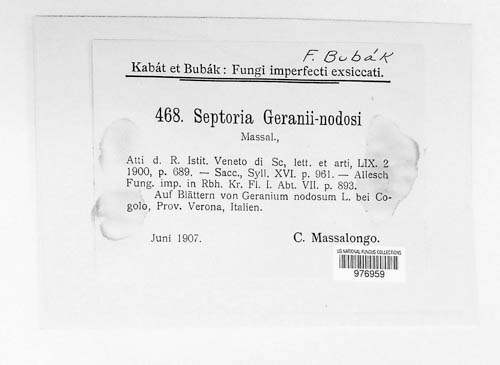 F. Bubák
Kabát et Bubák: Fungi imperfecti exsiccati.
468. Septoria Geranii-nodosi
Massal.,
Atti d. R. Istit. Veneto di Sc, lett. et arti, LIX. 2
1900, p. 689. — Sacc., Syll. XVI. p. 961. — Allesch
Fung. imp. in Rbh. Kr. Fl. I. Abt. VII. p. 893.
Auf Blättern von Geranium nodosum L. bei Co-
golo, Prov. Verona, Italien.
Juni 1907. C. Massalongo.
US NATIONAL FUNGUS COLLECTIONS
976959